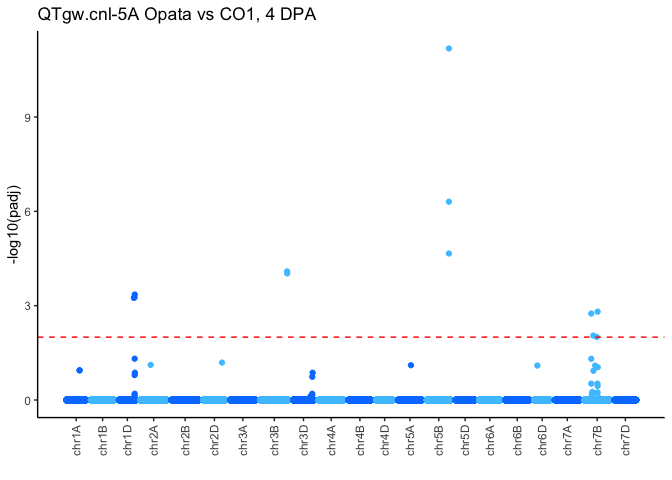 QTgw.cnl-5A Opata vs CO1, 4 DPA
-log10(padj)
9
6
3
0
chr1A
chr1B
chr1D
chr2A
chr2B
chr2D
chr3A
chr3B
chr3D
chr4A
chr4B
chr4D
chr5A
chr5B
chr5D
chr6A
chr6B
chr6D
chr7A
chr7B
chr7D